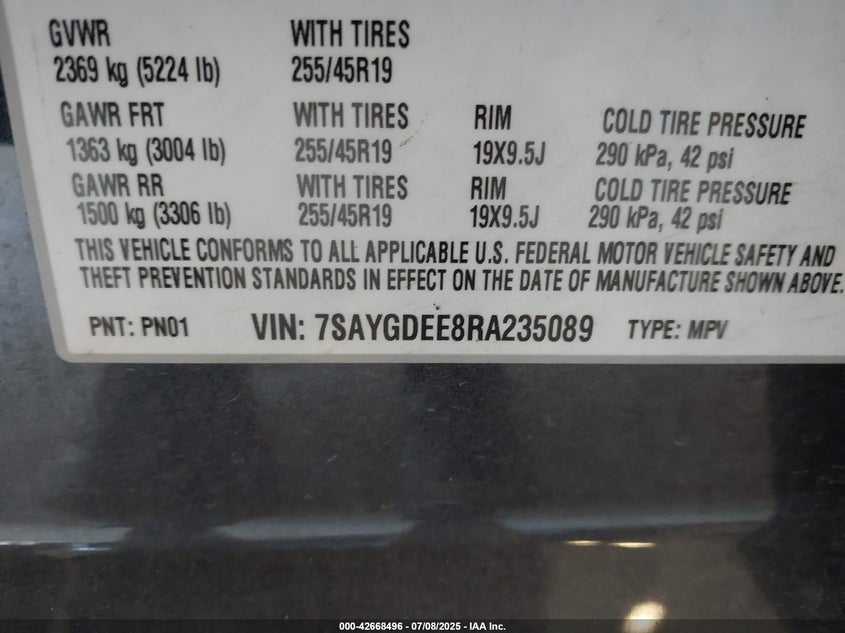 GVWR WITH TIRES
2369 kg (5224 lb) 255/45R19
GAWR FRT WITH TIRES RIM COLD TIRE PRESSURE
1363 kg (3004 lb) 255/45R19 19X9.5J 290 kPa, 42 psi
GAWR RR WITH TIRES RIM COLD TIRE PRESSURE
1500 kg (3306 lb) 255/45R19 19X9.5J 290 kPa, 42 psi
THIS VEHICLE CONFORMS TO ALL APPLICABLE U.S. FEDERAL MOTOR VEHICLE SAFETY AND
THEFT PREVENTION STANDARDS IN EFFECT ON THE DATE OF MANUFACTURE SHOWN ABOVE.
PNT: PN01 VIN: 7SAYGDEE8RA235089 TYPE: MPV
000-42668496 - 07/08/2025 - IAA Inc.